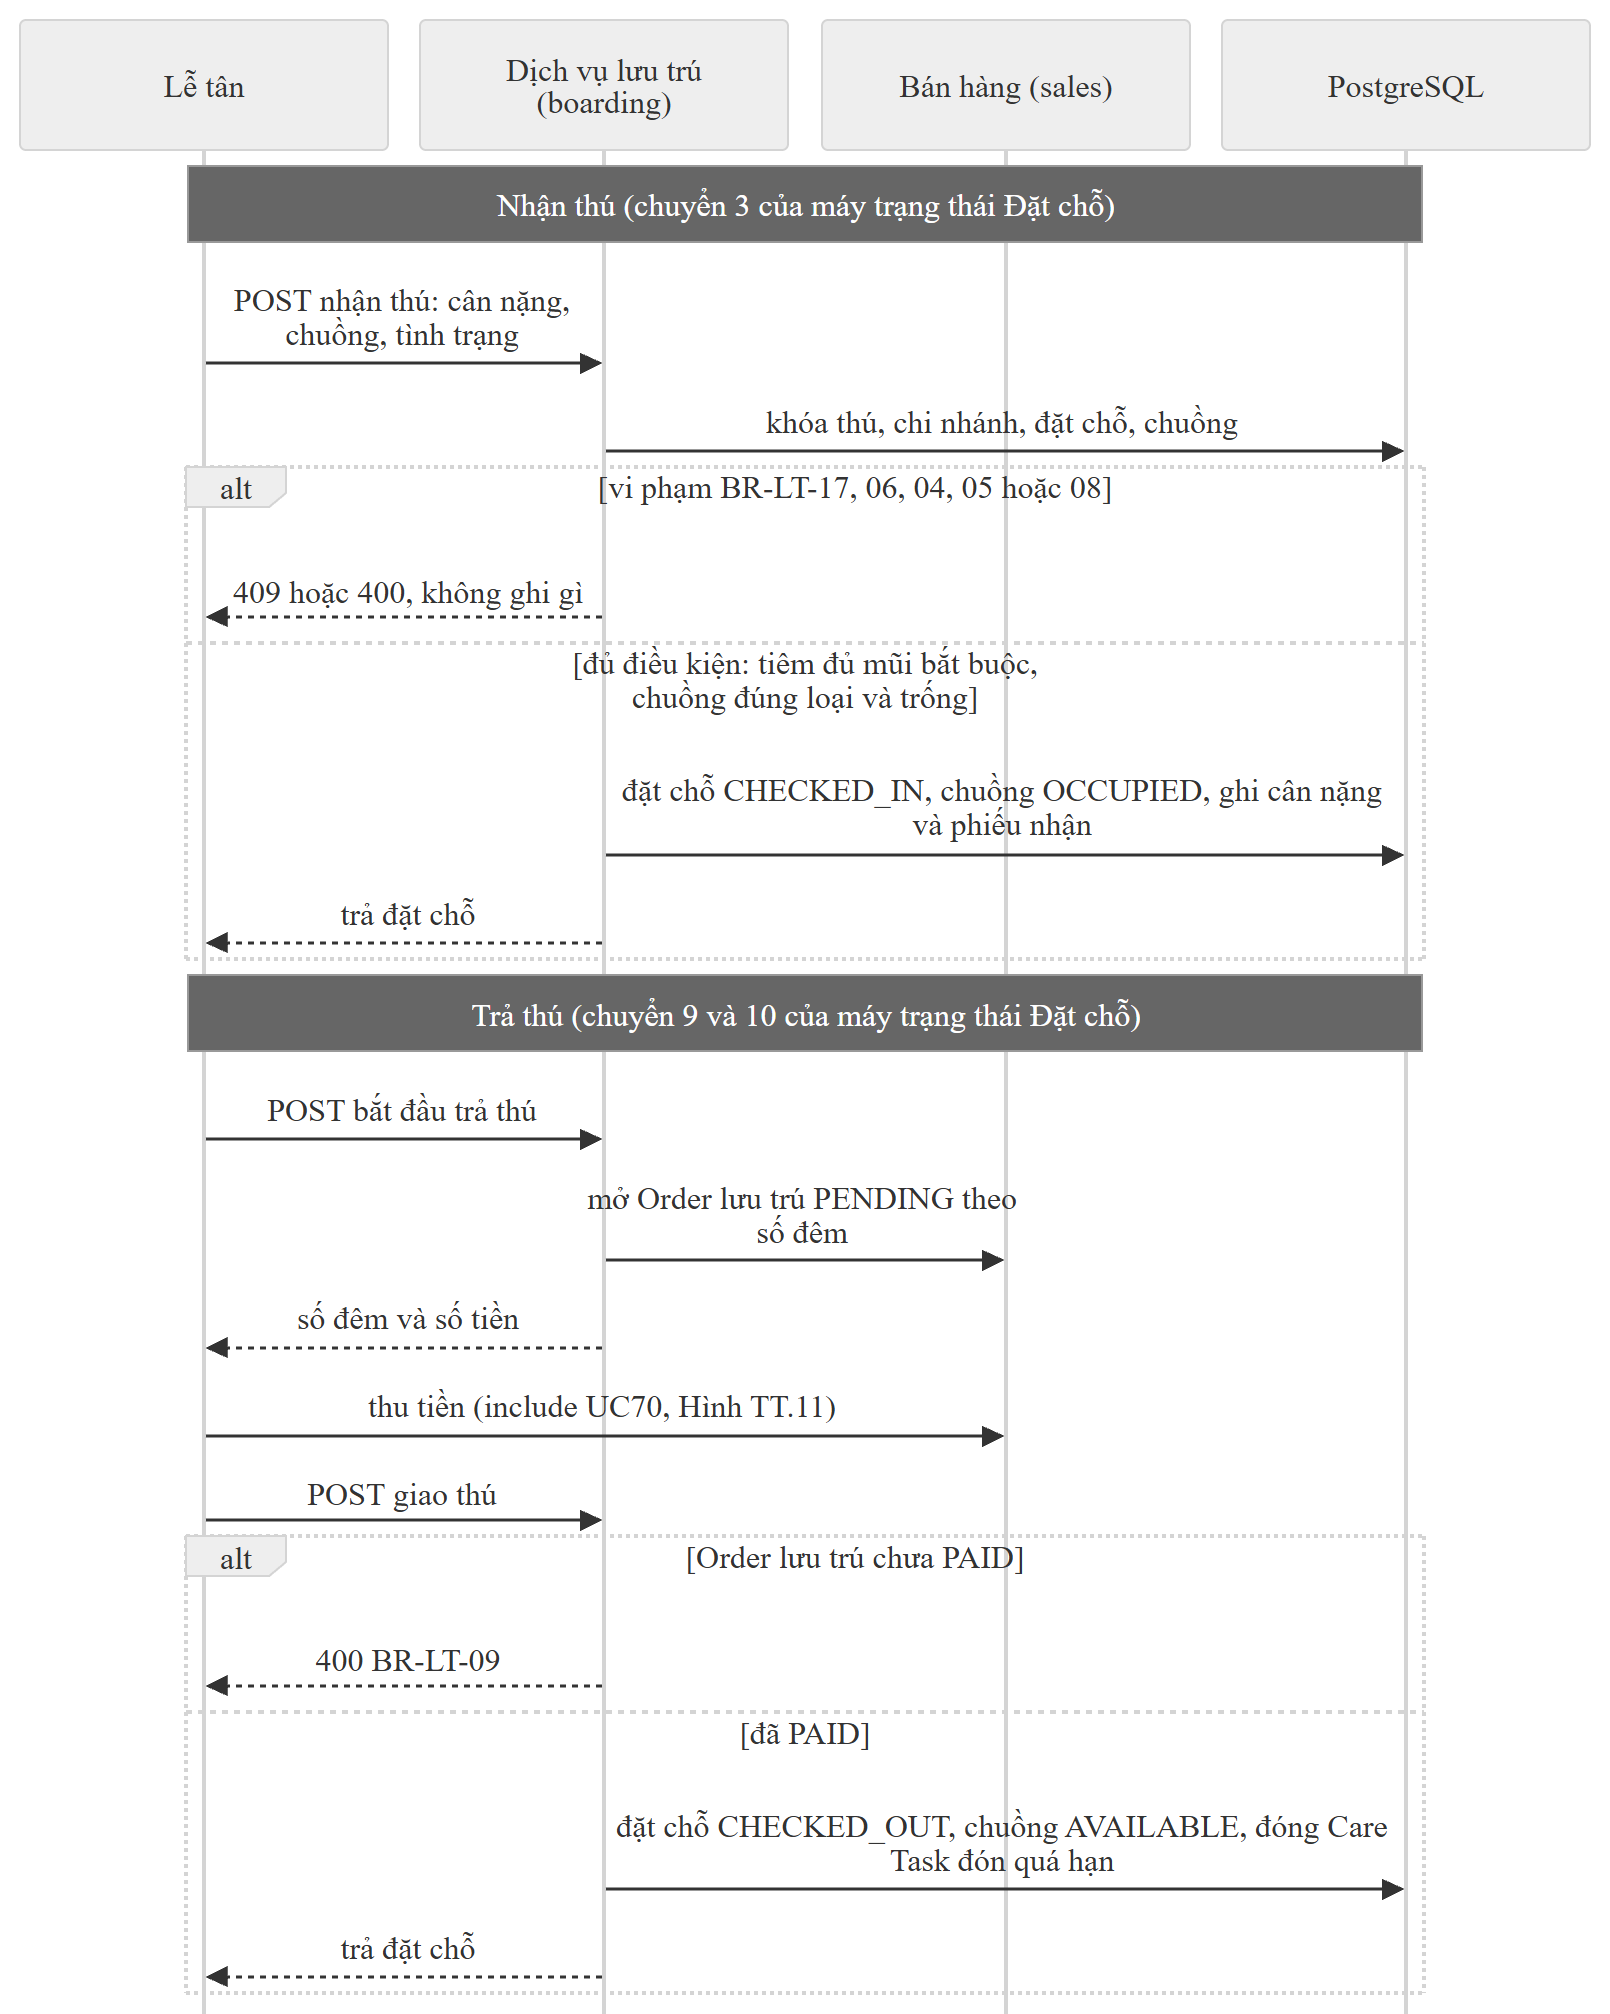 Lễ tân
Dịch vụ lưu trú
(boarding)
Bán hàng (sales)
PostgreSQL
Nhận thú (chuyển 3 của máy trạng thái Đặt chỗ)
POST nhận thú: cân nặng,
chuồng, tình trạng
khóa thú, chi nhánh, đặt chỗ, chuồng
alt
[vi phạm BR-LT-17, 06, 04, 05 hoặc 08]
409 hoặc 400, không ghi gì
[đủ điều kiện: tiêm đủ mũi bắt buộc,
chuồng đúng loại và trống]
đặt chỗ CHECKED_IN, chuồng OCCUPIED, ghi cân nặng
và phiếu nhận
trả đặt chỗ
Trả thú (chuyển 9 và 10 của máy trạng thái Đặt chỗ)
POST bắt đầu trả thú
mở Order lưu trú PENDING theo
số đêm
số đêm và số tiền
thu tiền (include UC70, Hình TT.11)
POST giao thú
alt
[Order lưu trú chưa PAID]
400 BR-LT-09
[đã PAID]
đặt chỗ CHECKED_OUT, chuồng AVAILABLE, đóng Care
Task đón quá hạn
trả đặt chỗ